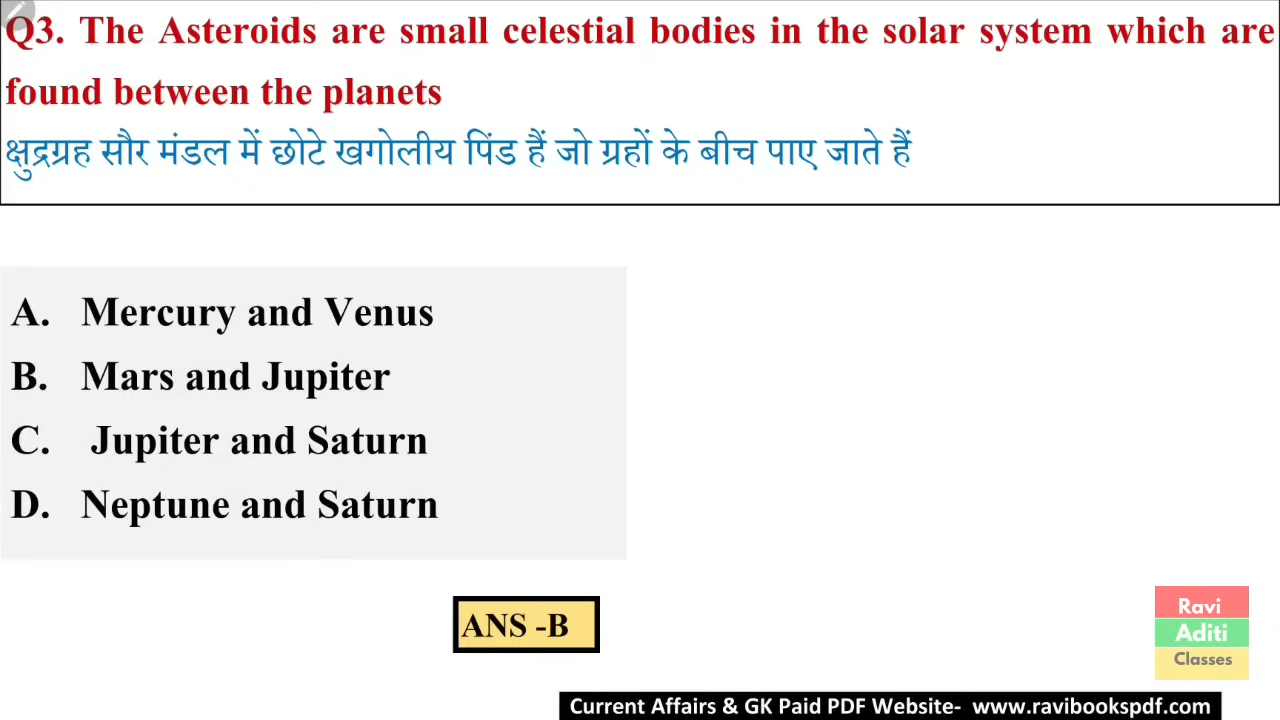 Q3. The Asteroids are small celestial bodies in the solar system which are
found between the planets
क्षुद्रग्रह सौर मंडल में छोटे खगोलीय पिंड हैं जो ग्रहों के बीच पाए जाते हैं
A. Mercury and Venus
B. Mars and Jupiter
C. Jupiter and Saturn
D. Neptune and Saturn
ANS -B
Ravi
Aditi
Classes
Current Affairs & GK Paid PDF Website- www.ravibookspdf.com